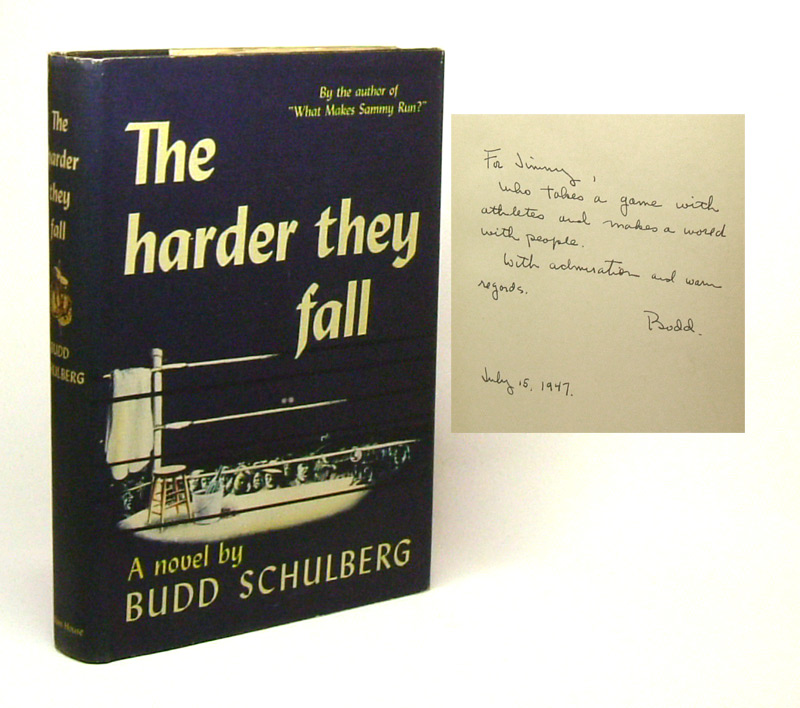 The
harder
they
fall
BUDD
SCHULBERG
By the author of
"What Makes Sammy Run?"
The
harder they
fall
A novel by
BUDD SCHULBERG
For Jimmy,
Who takes a game with
athletes and makes a world
with people.
With admiration and warm
regards.
Budd.
July 15, 1947.